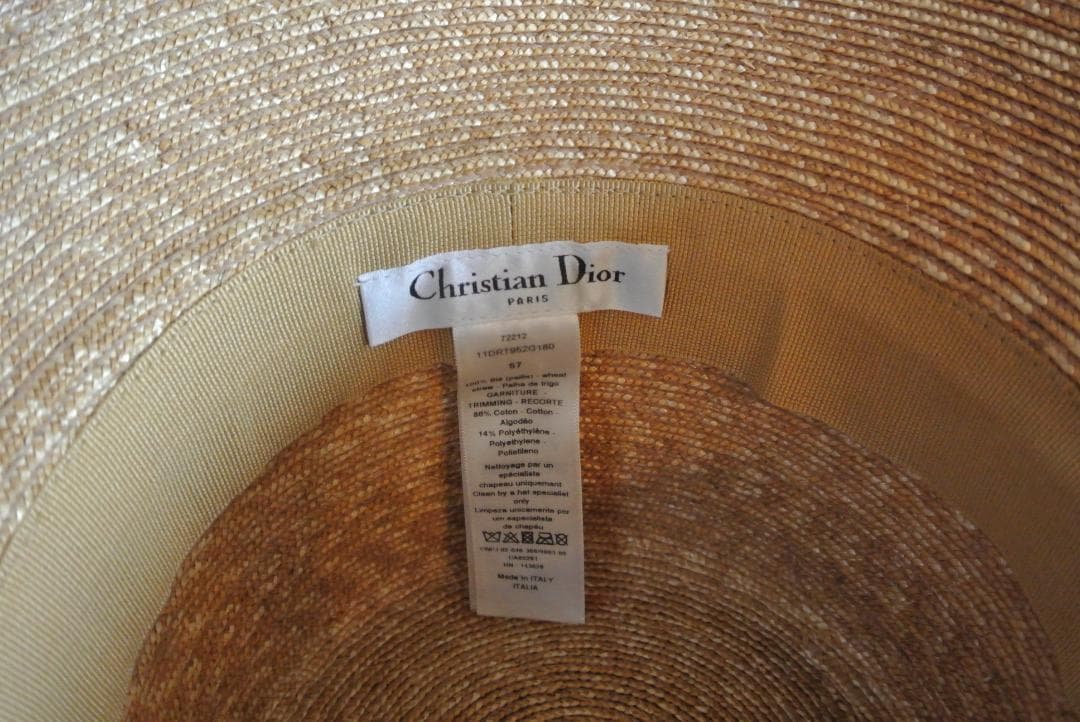 Christian Dior
PARIS
72212
11DRT952G180
57
100% Blé (paille) - wheat
straw - Palha de trigo
GARNITURE -
TRIMMING - RECORTE
86% Coton - Cotton -
Algodão
14% Polyéthylène -
Polyethylene -
Polietileno
Nettoyage par un
spécialiste
chapeau uniquement
Clean by a hat specialist
only
Limpeza unicamente por
um especialista
de chapéu
Made in ITALY
ITALIA